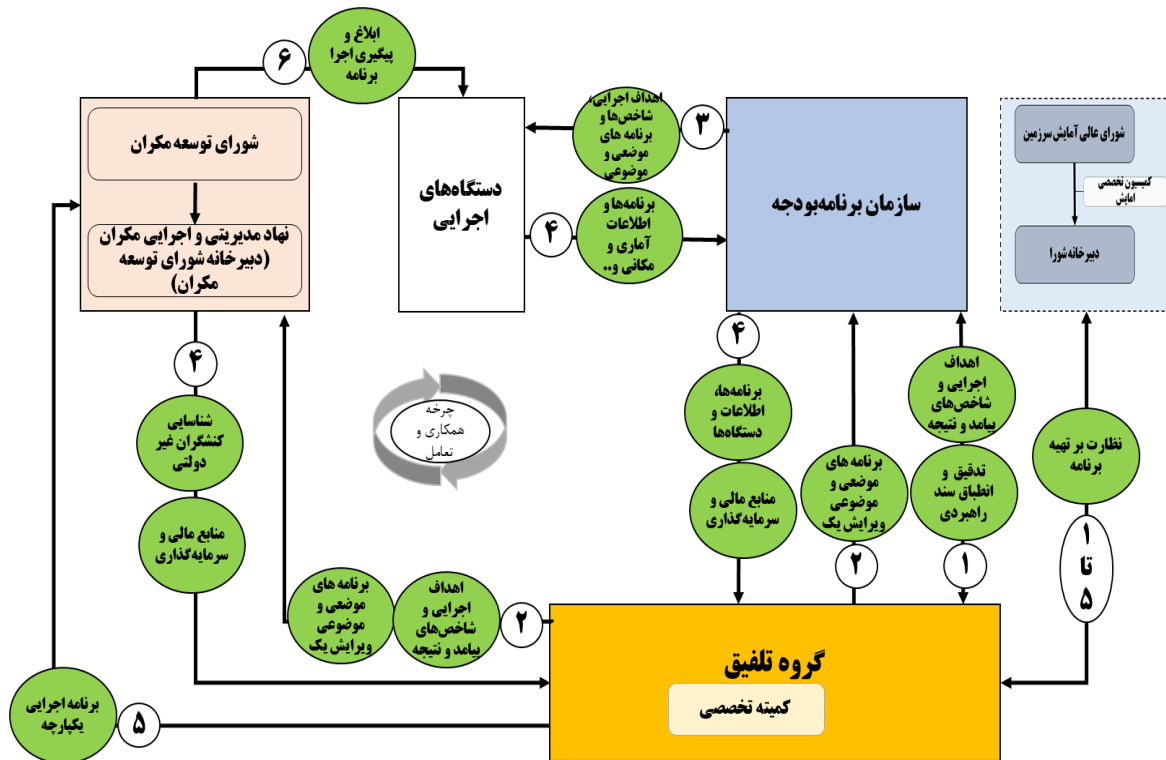 ابلاغ و
پیگیری اجرا
برنامه
۶
شورای توسعه مکران
نهاد مدیریتی و اجرایی مکران
(دبیرخانه شورای توسعه
مکران)
دستگاه‌های
اجرایی
اهداف اجرایی،
شاخص‌ها و
برنامه های
موضعی و
موضوعی
۳
برنامه‌ها و
اطلاعات
آماری و
مکانی و..
۴
سازمان برنامه‌بودجه
شورای عالی آمایش سرزمین
کمیسیون تخصصی
امایش
دبیرخانه شورا
۴
شناسایی
کنشگران غیر
دولتی
منابع مالی و
سرمایه‌گذاری
چرخه
همکاری و
تعامل
۴
برنامه‌ها،
اطلاعات و
دستگاه‌ها
منابع مالی و
سرمایه‌گذاری
برنامه های
موضعی و
موضوعی
ویرایش یک
۲
اهداف
اجرایی و
شاخص‌های
پیامد و نتیجه
تدقیق و
انطباق سند
راهبردی
۱
نظارت بر تهیه
برنامه
۱
تا
۵
۲
اهداف
اجرایی و
شاخص‌های
پیامد و نتیجه
برنامه های
موضعی و
موضوعی
ویرایش یک
گروه تلفیق
کمیته تخصصی
۵
برنامه اجرایی
یکپارچه